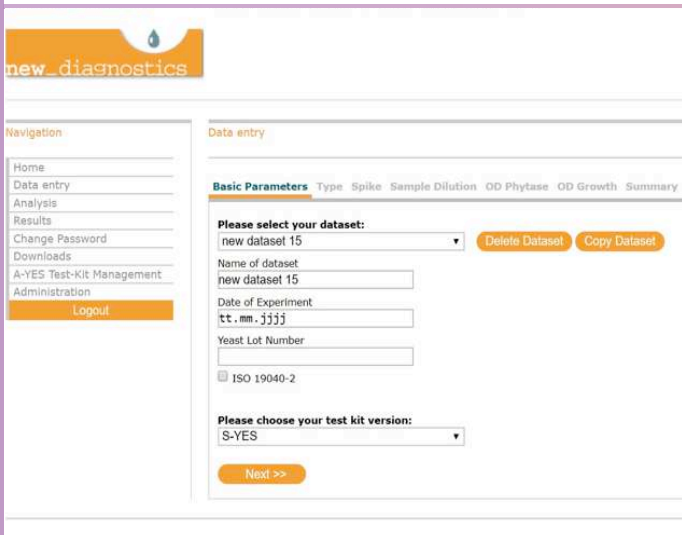 new_diagnostics
Navigation
Home
Data entry
Analysis
Results
Change Password
Downloads
A-YES Test-Kit Management
Administration
Logout
Data entry
Basic Parameters Type Spike Sample Dilution OD Phytase OD Growth Summary
Please select your dataset:
new dataset 15 Delete Dataset Copy Dataset
Name of dataset
new dataset 15
Date of Experiment
tt.mm.jjjj
Yeast Lot Number
ISO 19040-2
Please choose your test kit version:
S-YES
Next >>